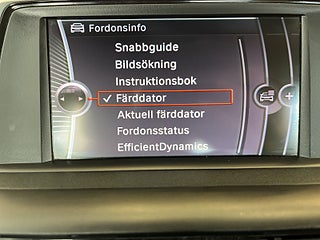 Fordonsinfo
Snabbguide
Bildsökning
Instruktionsbok
Färddator
Aktuell färddator
Fordonsstatus
EfficientDynamics